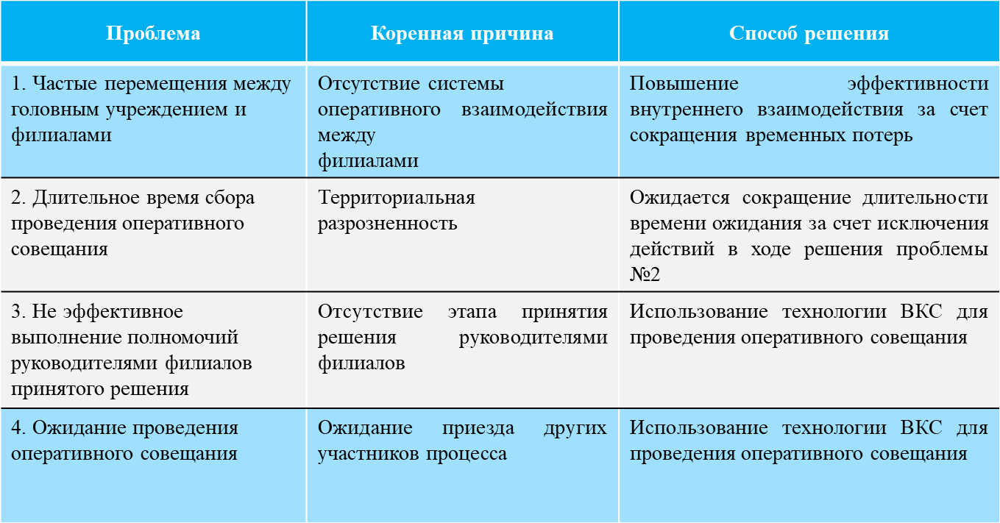 Проблема
Коренная причина
Способ решения
1. Частые перемещения между
головным учреждением и
филиалами
Отсутствие системы
оперативного взаимодействия
между
филиалами
Повышение эффективности
внутреннего взаимодействия за счет
сокращения временных потерь
2. Длительное время сбора
проведения оперативного
совещания
Территориальная
разрозненность
Ожидается сокращение длительности
времени ожидания за счет исключения
действий в ходе решения проблемы
№2
3. Не эффективное
выполнение полномочий
руководителями филиалов
принятого решения
Отсутствие этапа принятия
решения руководителями
филиалов
Использование технологии ВКС для
проведения оперативного совещания
4. Ожидание проведения
оперативного совещания
Ожидание приезда других
участников процесса
Использование технологии ВКС для
проведения оперативного совещания